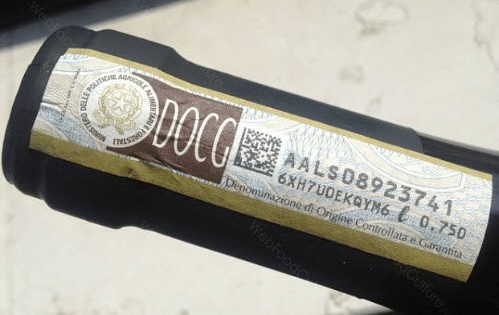 MINISTERO DELLE POLITICHE AGRICOLE ALIMENTARI E FORESTALI
DOCG
AALS08923741
6XH7U0EKQYM6 ℓ 0.750
Denominazione di Origine Controllata e Garantita